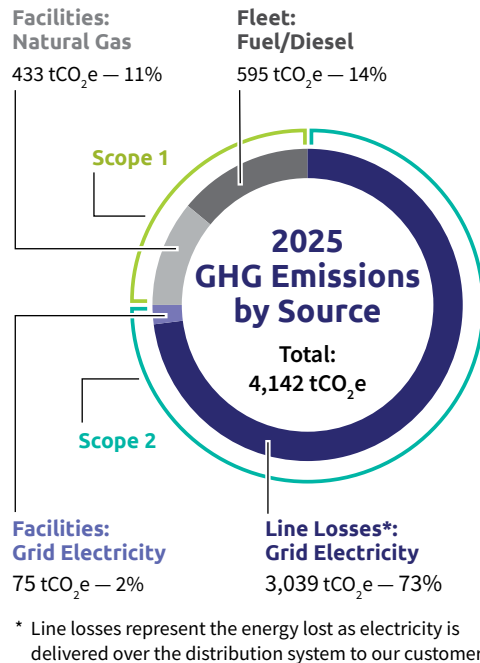 Facilities:
Natural Gas
433 tCO₂e — 11%
Fleet:
Fuel/Diesel
595 tCO₂e — 14%
Scope 1
2025
GHG Emissions
by Source
Total:
4,142 tCO₂e
Scope 2
Facilities:
Grid Electricity
75 tCO₂e — 2%
Line Losses*:
Grid Electricity
3,039 tCO₂e — 73%
* Line losses represent the energy lost as electricity is
delivered over the distribution system to our customer